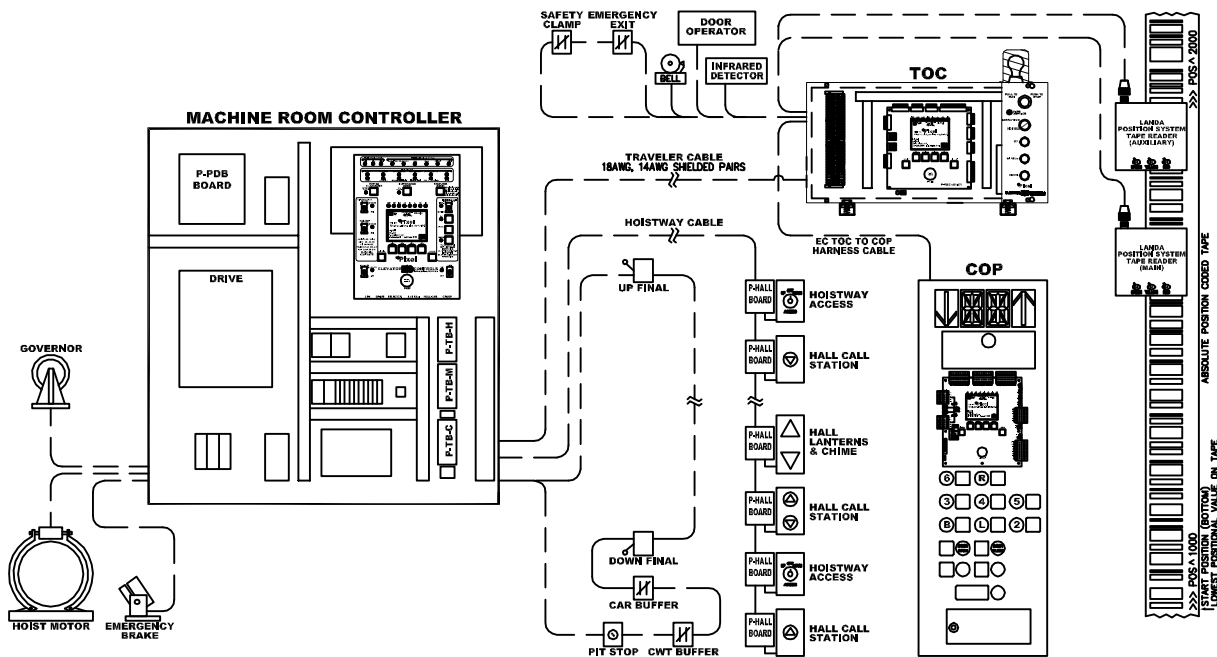 SAFETY CLAMP
EMERGENCY EXIT
DOOR OPERATOR
BELL
INFRARED DETECTOR
TOC
>>> POS ^ 2000
LANDA
POSITION SYSTEM
TAPE READER
(AUXILIARY)
MACHINE ROOM CONTROLLER
P-PDB
BOARD
TRAVELER CABLE
18AWG, 14AWG SHIELDED PAIRS
HOISTWAY CABLE
EC TOC TO COP
HARNESS CABLE
LANDA
POSITION SYSTEM
TAPE READER
(MAIN)
ABSOLUTE POSITION CODED TAPE
Pixel
ELEVATOR CONTROLS
DRIVE
UP FINAL
COP
P-HALL
BOARD
HOISTWAY
ACCESS
P-HALL
BOARD
HALL CALL
STATION
GOVERNOR
P-TB-H
P-TB-M
P-TB-C
P-HALL
BOARD
HALL
LANTERNS
& CHIME
P-HALL
BOARD
HALL CALL
STATION
6 R
3 4 5
B L 2
DOWN FINAL
P-HALL
BOARD
HOISTWAY
ACCESS
CAR BUFFER
P-HALL
BOARD
HALL CALL
STATION
HOIST MOTOR
EMERGENCY
BRAKE
PIT STOP
CWT BUFFER
>>> POS ^ 1000
START POSITION (BOTTOM)
LOWEST POSITIONAL VALUE ON TAPE